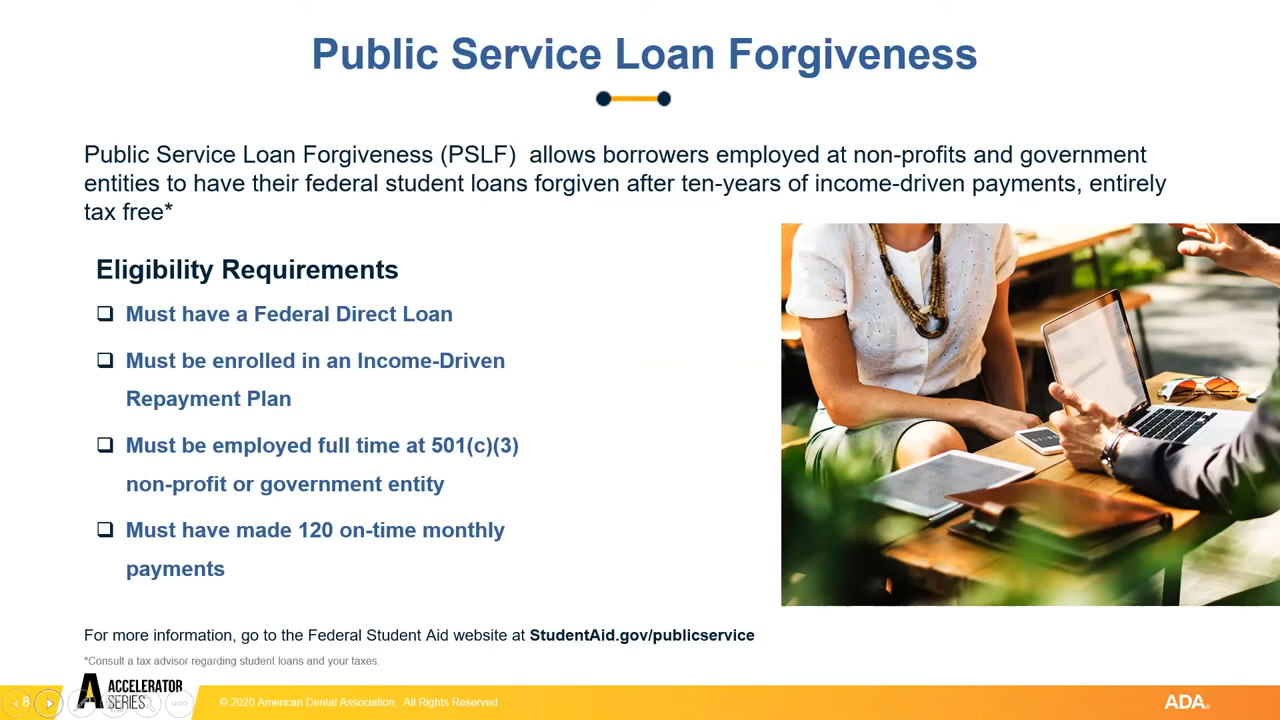 Public Service Loan Forgiveness
Public Service Loan Forgiveness (PSLF)  allows borrowers employed at non-profits and government
entities to have their federal student loans forgiven after ten-years of income-driven payments, entirely
tax free*
Eligibility Requirements
Must have a Federal Direct Loan
Must be enrolled in an Income-Driven
Repayment Plan
Must be employed full time at 501(c)(3)
non-profit or government entity
Must have made 120 on-time monthly
payments
For more information, go to the Federal Student Aid website at StudentAid.gov/publicservice
*Consult a tax advisor regarding student loans and your taxes.
8
A ACCELERATOR
SERIES
© 2020 American Dental Association, All Rights Reserved
ADA.